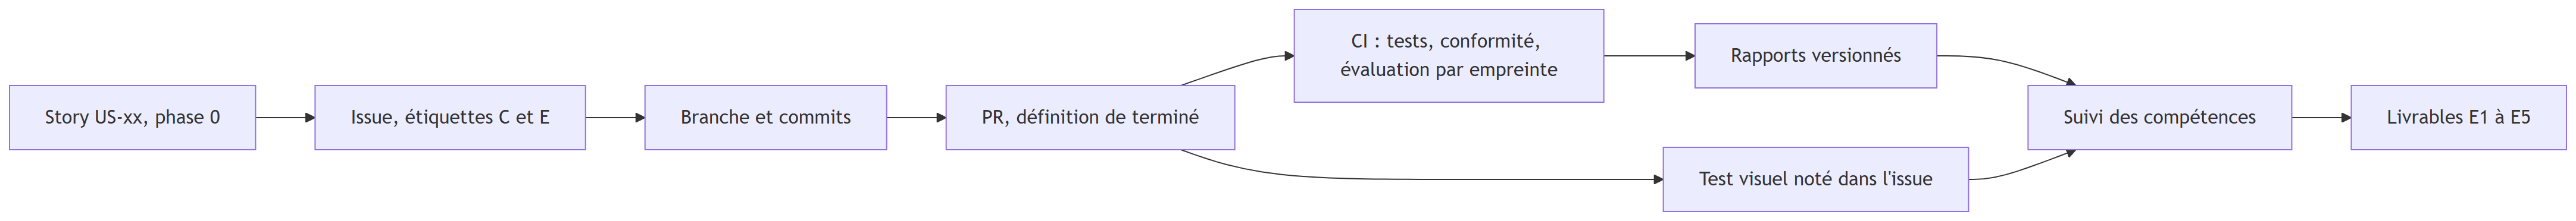 Story US-xx, phase 0
Issue, étiquettes C et E
Branche et commits
PR, définition de terminé
CI : tests, conformité,
évaluation par empreinte
Rapports versionnés
Test visuel noté dans l'issue
Suivi des compétences
Livrables E1 à E5